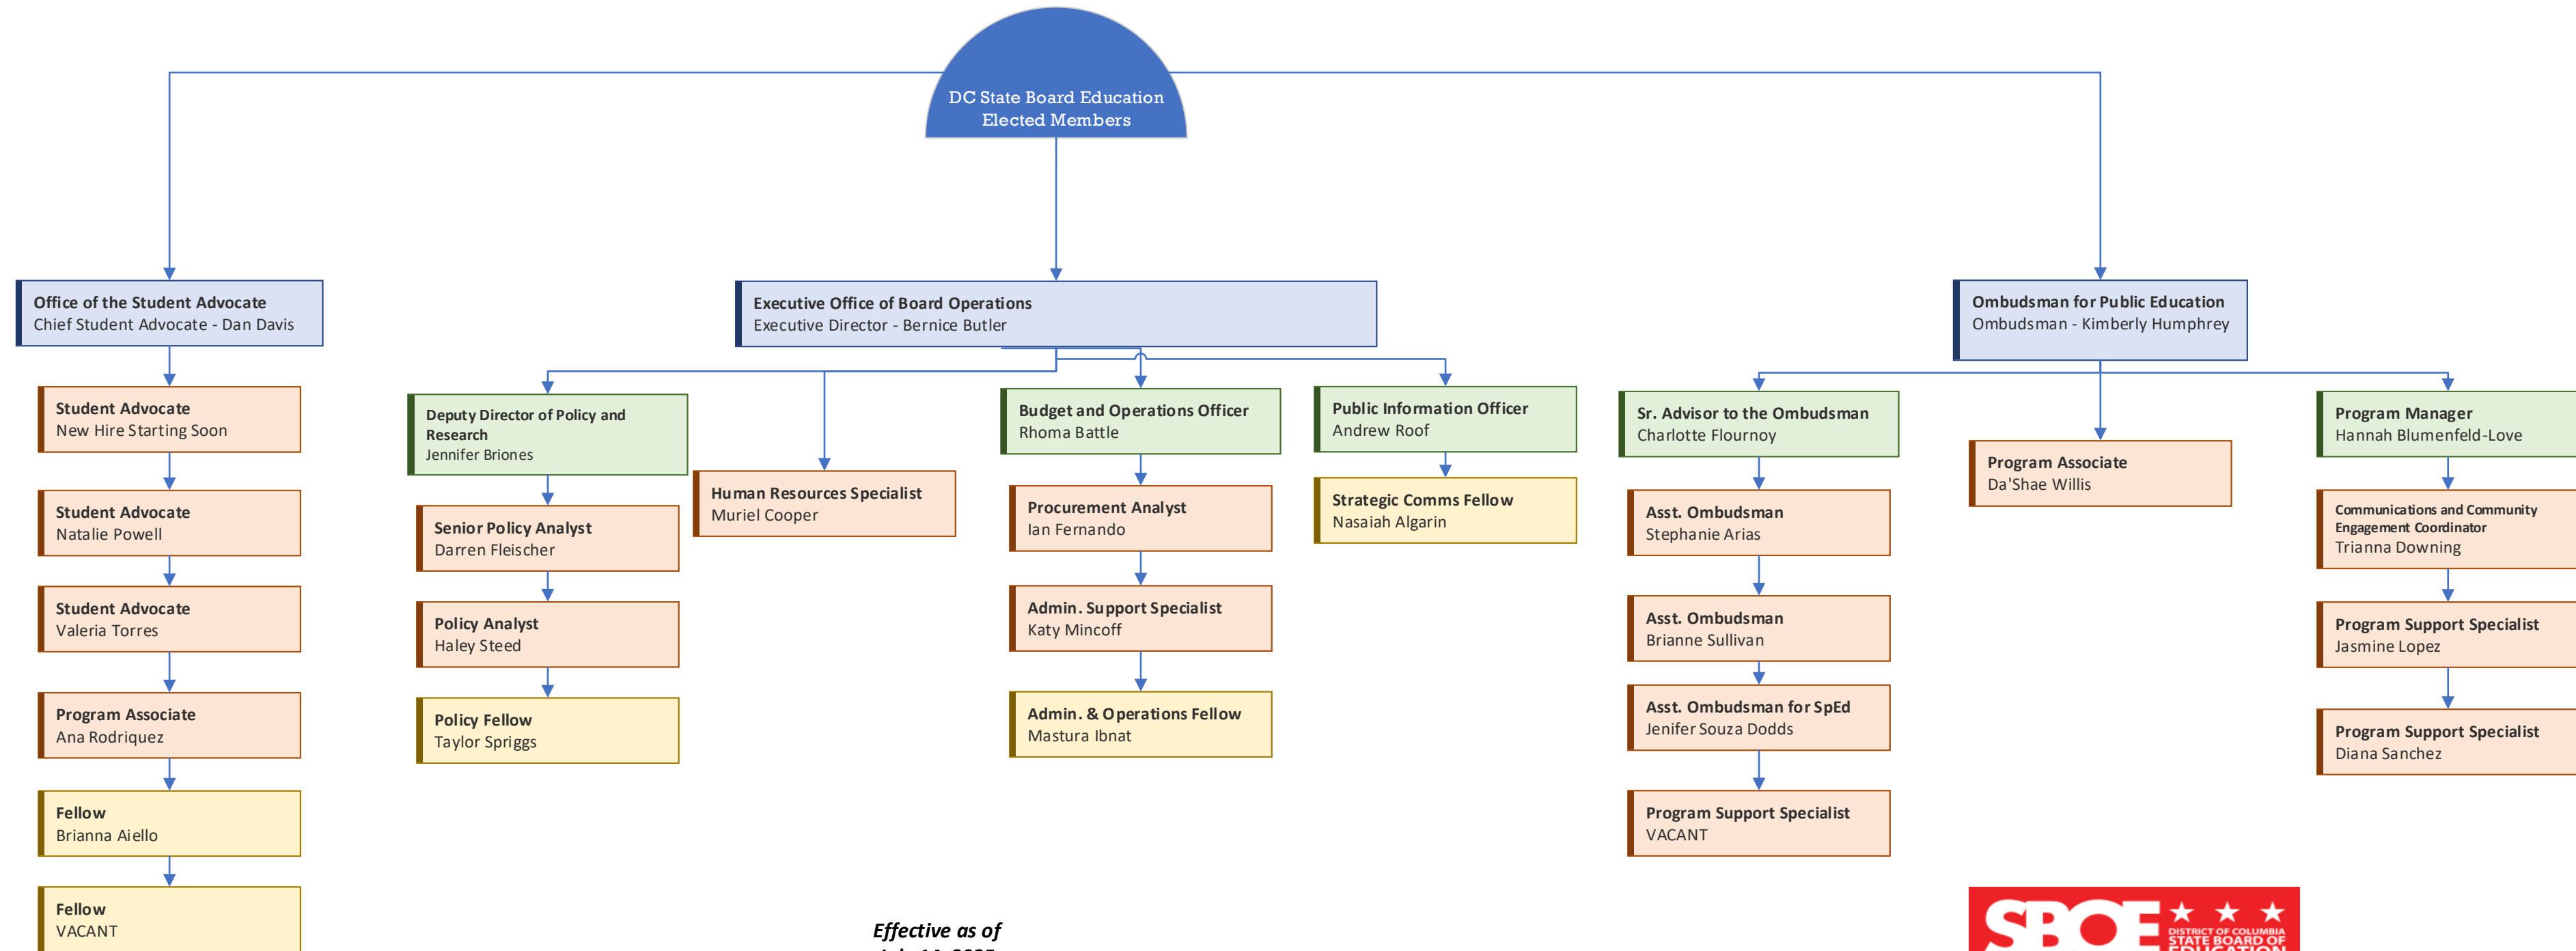 DC State Board Education
Elected Members
Office of the Student Advocate
Chief Student Advocate - Dan Davis
Student Advocate
New Hire Starting Soon
Student Advocate
Natalie Powell
Student Advocate
Valeria Torres
Program Associate
Ana Rodriquez
Fellow
Brianna Aiello
Fellow
VACANT
Executive Office of Board Operations
Executive Director - Bernice Butler
Deputy Director of Policy and
Research
Jennifer Briones
Senior Policy Analyst
Darren Fleischer
Policy Analyst
Haley Steed
Policy Fellow
Taylor Spriggs
Human Resources Specialist
Muriel Cooper
Budget and Operations Officer
Rhoma Battle
Procurement Analyst
Ian Fernando
Admin. Support Specialist
Katy Mincoff
Admin. & Operations Fellow
Mastura Ibnat
Public Information Officer
Andrew Roof
Strategic Comms Fellow
Nasaiah Algarin
Ombudsman for Public Education
Ombudsman - Kimberly Humphrey
Sr. Advisor to the Ombudsman
Charlotte Flournoy
Asst. Ombudsman
Stephanie Arias
Asst. Ombudsman
Brianne Sullivan
Asst. Ombudsman for SpEd
Jenifer Souza Dodds
Program Support Specialist
VACANT
Program Associate
Da'Shae Willis
Program Manager
Hannah Blumenfeld-Love
Communications and Community
Engagement Coordinator
Trianna Downing
Program Support Specialist
Jasmine Lopez
Program Support Specialist
Diana Sanchez
Effective as of
SBOE
DISTRICT OF COLUMBIA
STATE BOARD OF
EDUCATION